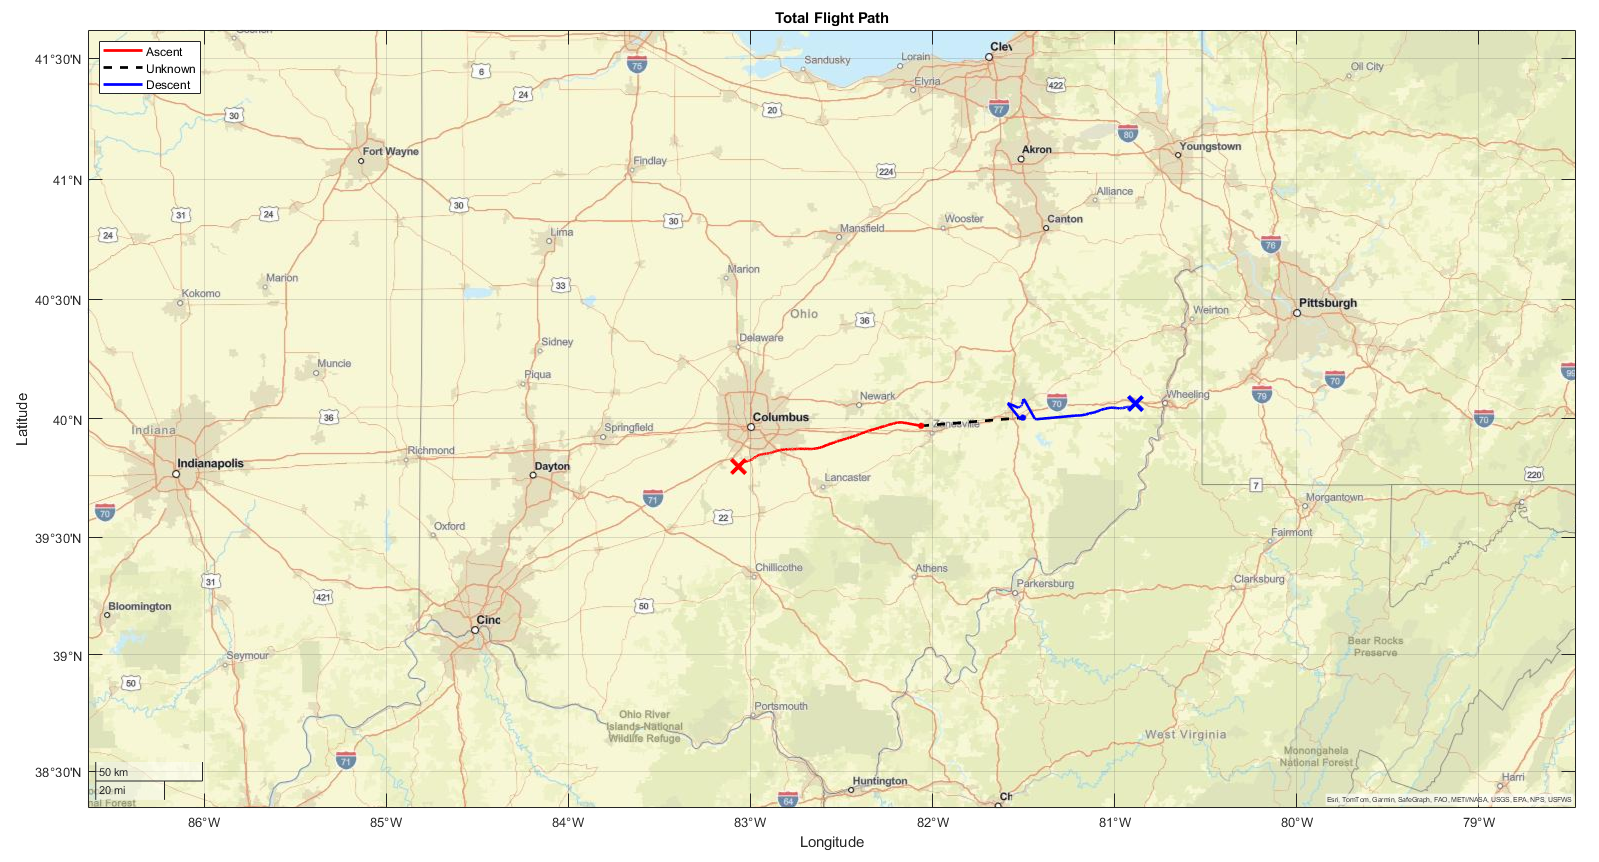 Total Flight Path
Ascent
Unknown
Descent
41°30'N
41°N
40°30'N
40°N
39°30'N
39°N
38°30'N
Latitude
86°W
85°W
84°W
83°W
82°W
81°W
80°W
79°W
Longitude
Sandusky
Lorain
Elyria
Clev
Oil City
6
75
24
20
77
422
30
80
Fort Wayne
Findlay
224
Akron
Youngstown
31
24
30
30
Alliance
24
Lima
Mansfield
Wooster
Canton
76
Marion
33
Marion
Kokomo
Ohio
36
Weirton
Pittsburgh
Muncie
Sidney
Piqua
Delaware
99
70
79
70
36
Newark
Wheeling
70
Indiana
Springfield
Columbus
Zanesville
Indianapolis
Richmond
Dayton
Lancaster
70
71
22
7
220
Morgantown
Oxford
Fairmont
31
421
Chillicothe
Athens
Parkersburg
Clarksburg
Bloomington
50
Cinc
Bear Rocks
Preserve
Seymour
50
Portsmouth
Ohio River
Islands-National
Wildlife Refuge
West Virginia
Monongahela
National Forest
71
Huntington
64
Ch
Harri
50 km
20 mi
nal Forest
Esri, TomTom, Garmin, SafeGraph, FAO, METI/NASA, USGS, EPA, NPS, USFWS